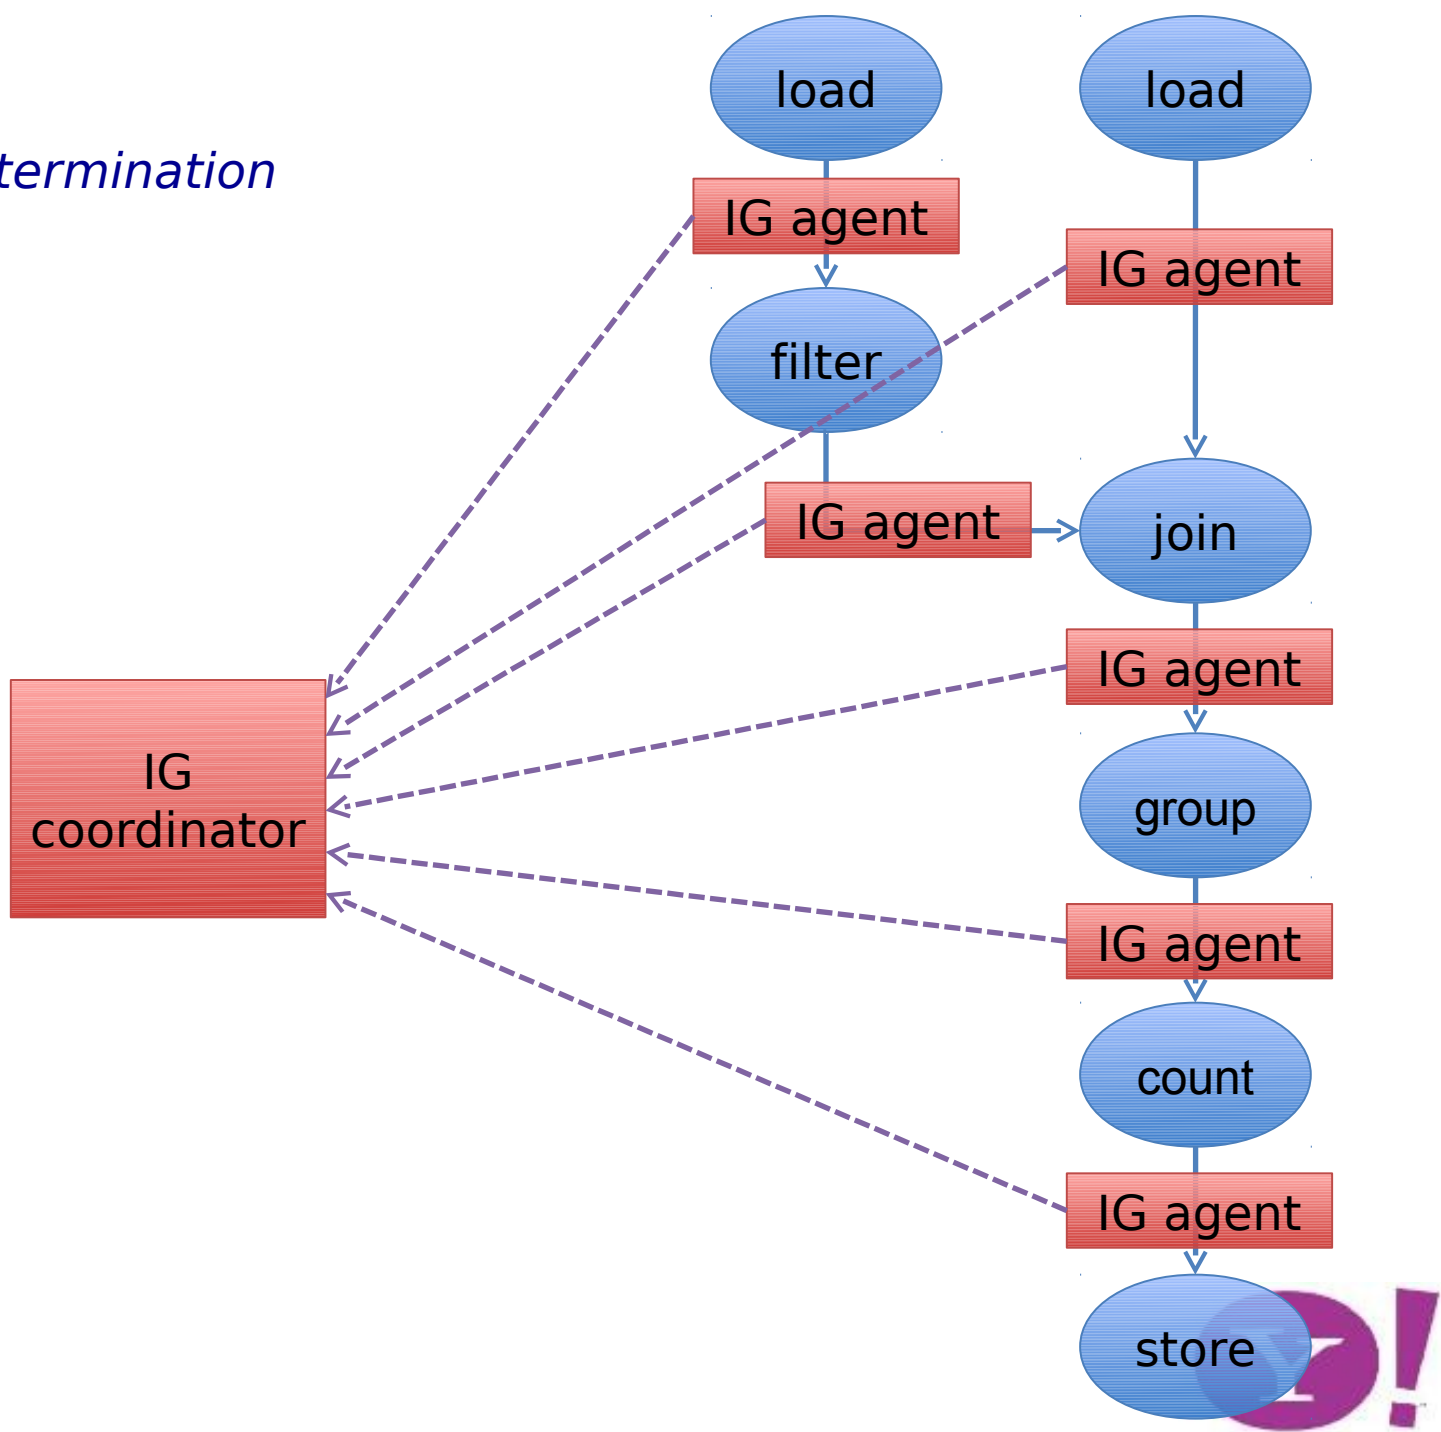 load
load
termination
IG agent
IG agent
filter
IG agent
join
IG agent
IG
coordinator
group
IG agent
count
IG agent
store
Y!